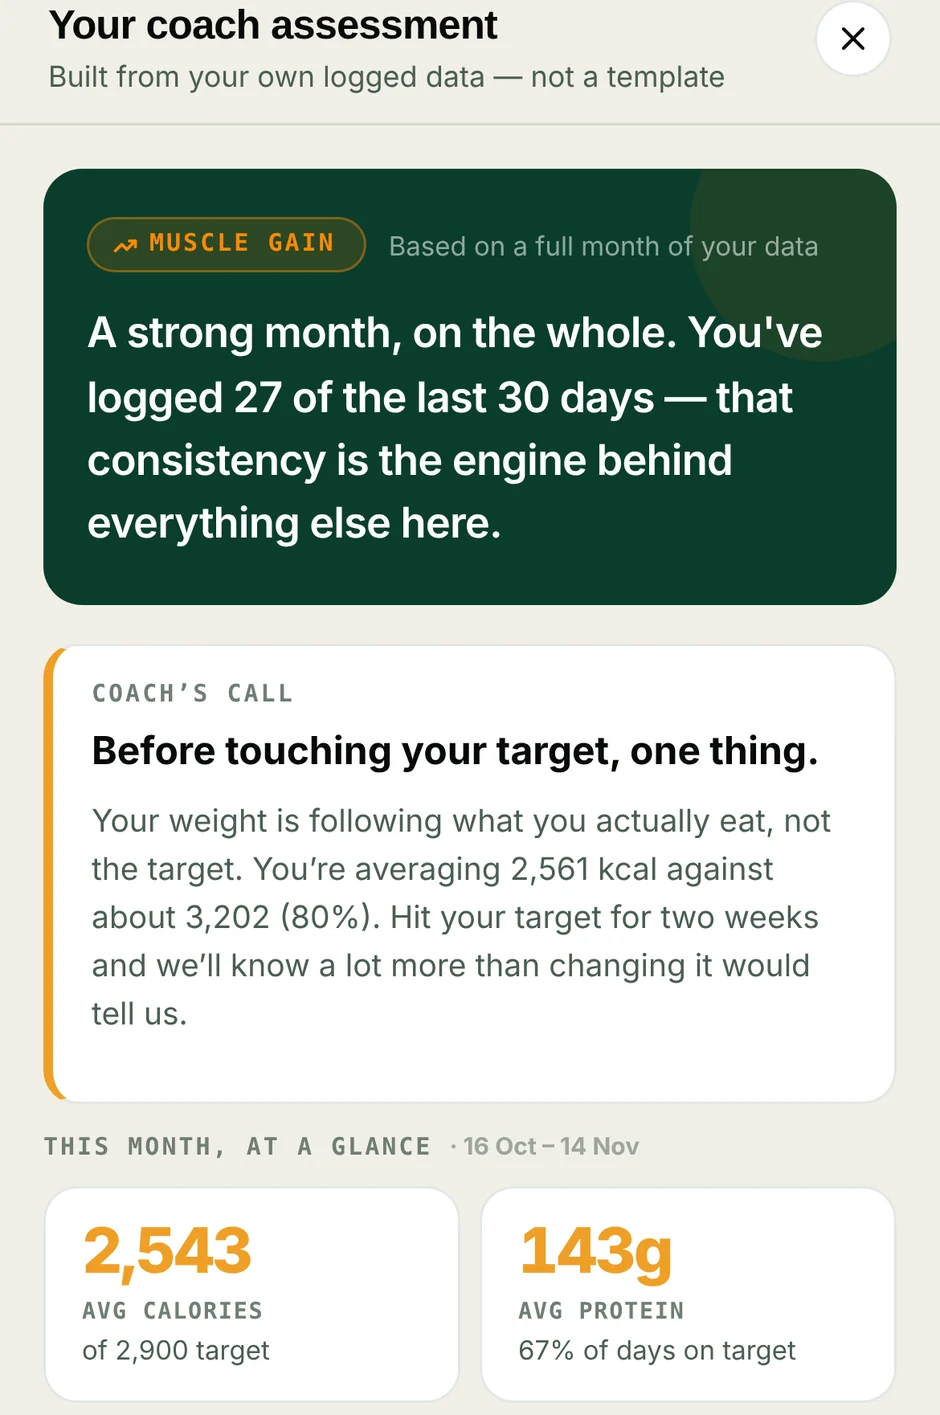 Your coach assessment
Built from your own logged data — not a template
MUSCLE GAIN
Based on a full month of your data
A strong month, on the whole. You've
logged 27 of the last 30 days — that
consistency is the engine behind
everything else here.
COACH’S CALL
Before touching your target, one thing.
Your weight is following what you actually eat, not
the target. You’re averaging 2,561 kcal against
about 3,202 (80%). Hit your target for two weeks
and we’ll know a lot more than changing it would
tell us.
THIS MONTH, AT A GLANCE · 16 Oct – 14 Nov
2,543
AVG CALORIES
of 2,900 target
143g
AVG PROTEIN
67% of days on target